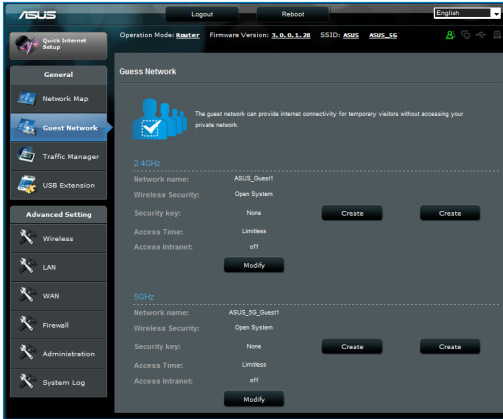 ASUS
Logout
Reboot
English
Quick Internet
Setup
Operation Mode: Router Firmware Version: 3.0.0.1.28 SSID: ASUS ASUS_5G
General
Network Map
Guest Network
Traffic Manager
USB Extension
Advanced Setting
Wireless
LAN
WAN
Firewall
Administration
System Log
Guess Network
The guest network can provide internet connectivity for temporary visitors without accessing your
private network.
2.4GHz
Network name: ASUS_Guest1
Wireless Security: Open System
Security key: None Create Create
Access Time: Limitless
Access Intranet: off
Modify
5GHz
Network name: ASUS_5G_Guest1
Wireless Security: Open System
Security key: None Create Create
Access Time: Limitless
Access Intranet: off
Modify